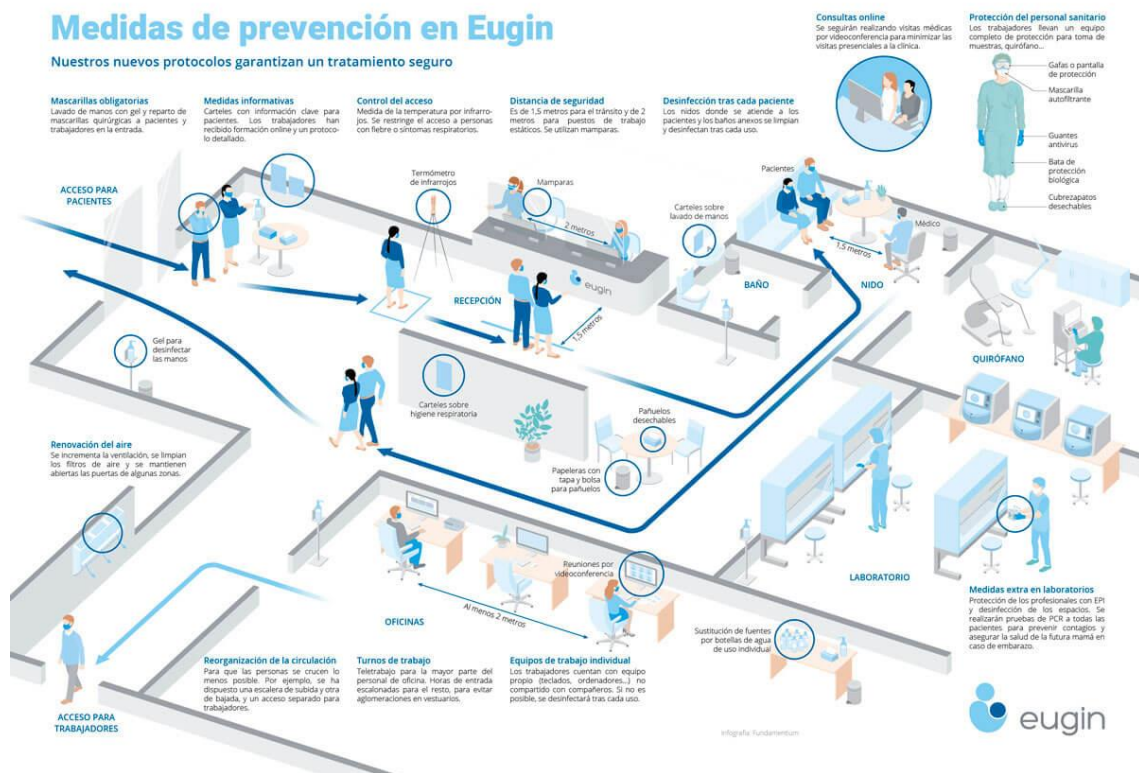 Medidas de prevención en Eugin
Nuestros nuevos protocolos garantizan un tratamiento seguro
Consultas online
Se seguirán realizando visitas médicas
por videoconferencia para minimizar las
visitas presenciales a la clínica.
Protección del personal sanitario
Los trabajadores llevan un equipo
completo de protección para toma de
muestras, quirófano...
Gafas o pantalla
de protección
Mascarilla
autofiltrante
Guantes
antivirus
Bata de
protección
biológica
Cubrezapatos
desechables
Mascarillas obligatorias
Lavado de manos con gel y reparto de
mascarillas quirúrgicas a pacientes y
trabajadores en la entrada.
Medidas informativas
Carteles con información clave para
pacientes. Los trabajadores han
recibido formación online y un protoco-
lo detallado.
Control del acceso
Medida de la temperatura por infrarro-
jos. Se restringe el acceso a personas
con fiebre o síntomas respiratorios.
Distancia de seguridad
Es de 1,5 metros para el tránsito y de 2
metros para puestos de trabajo
estáticos. Se utilizan mamparas.
Desinfección tras cada paciente
Los nidos donde se atiende a los
pacientes y los baños anexos se limpian
y desinfectan tras cada uso.
ACCESO PARA
PACIENTES
Termómetro
de infrarrojos
Mamparas
2 metros
Pacientes
Carteles sobre
lavado de manos
Médico
1,5 metros
eugin
RECEPCIÓN
BAÑO
NIDO
1,5 metros
QUIRÓFANO
Gel para
desinfectar
las manos
Carteles sobre
higiene respiratoria
Pañuelos
desechables
Papeleras con
tapa y bolsa
para pañuelos
Renovación del aire
Se incrementa la ventilación, se limpian
los filtros de aire y se mantienen
abiertas las puertas de algunas zonas.
Reuniones por
videoconferencia
LABORATORIO
Al menos 2 metros
OFICINAS
Medidas extra en laboratorios
Protección de los profesionales con EPI
y desinfección de los espacios. Se
realizarán pruebas de PCR a todas las
pacientes para prevenir contagios y
asegurar la salud de la futura mamá en
caso de embarazo.
Sustitución de fuentes
por botellas de agua
de uso individual
Reorganización de la circulación
Para que las personas se crucen lo
menos posible. Por ejemplo, se ha
dispuesto una escalera de subida y otra
de bajada, y un acceso separado para
trabajadores.
Turnos de trabajo
Teletrabajo para la mayor parte del
personal de oficina. Horas de entrada
escalonadas para el resto, para evitar
aglomeraciones en vestuarios.
Equipos de trabajo individual
Los trabajadores cuentan con equipo
propio (teclados, ordenadores...) no
compartido con compañeros. Si no es
posible, se desinfectará tras cada uso.
ACCESO PARA
TRABAJADORES
Infografía: Fundamentum
eugin